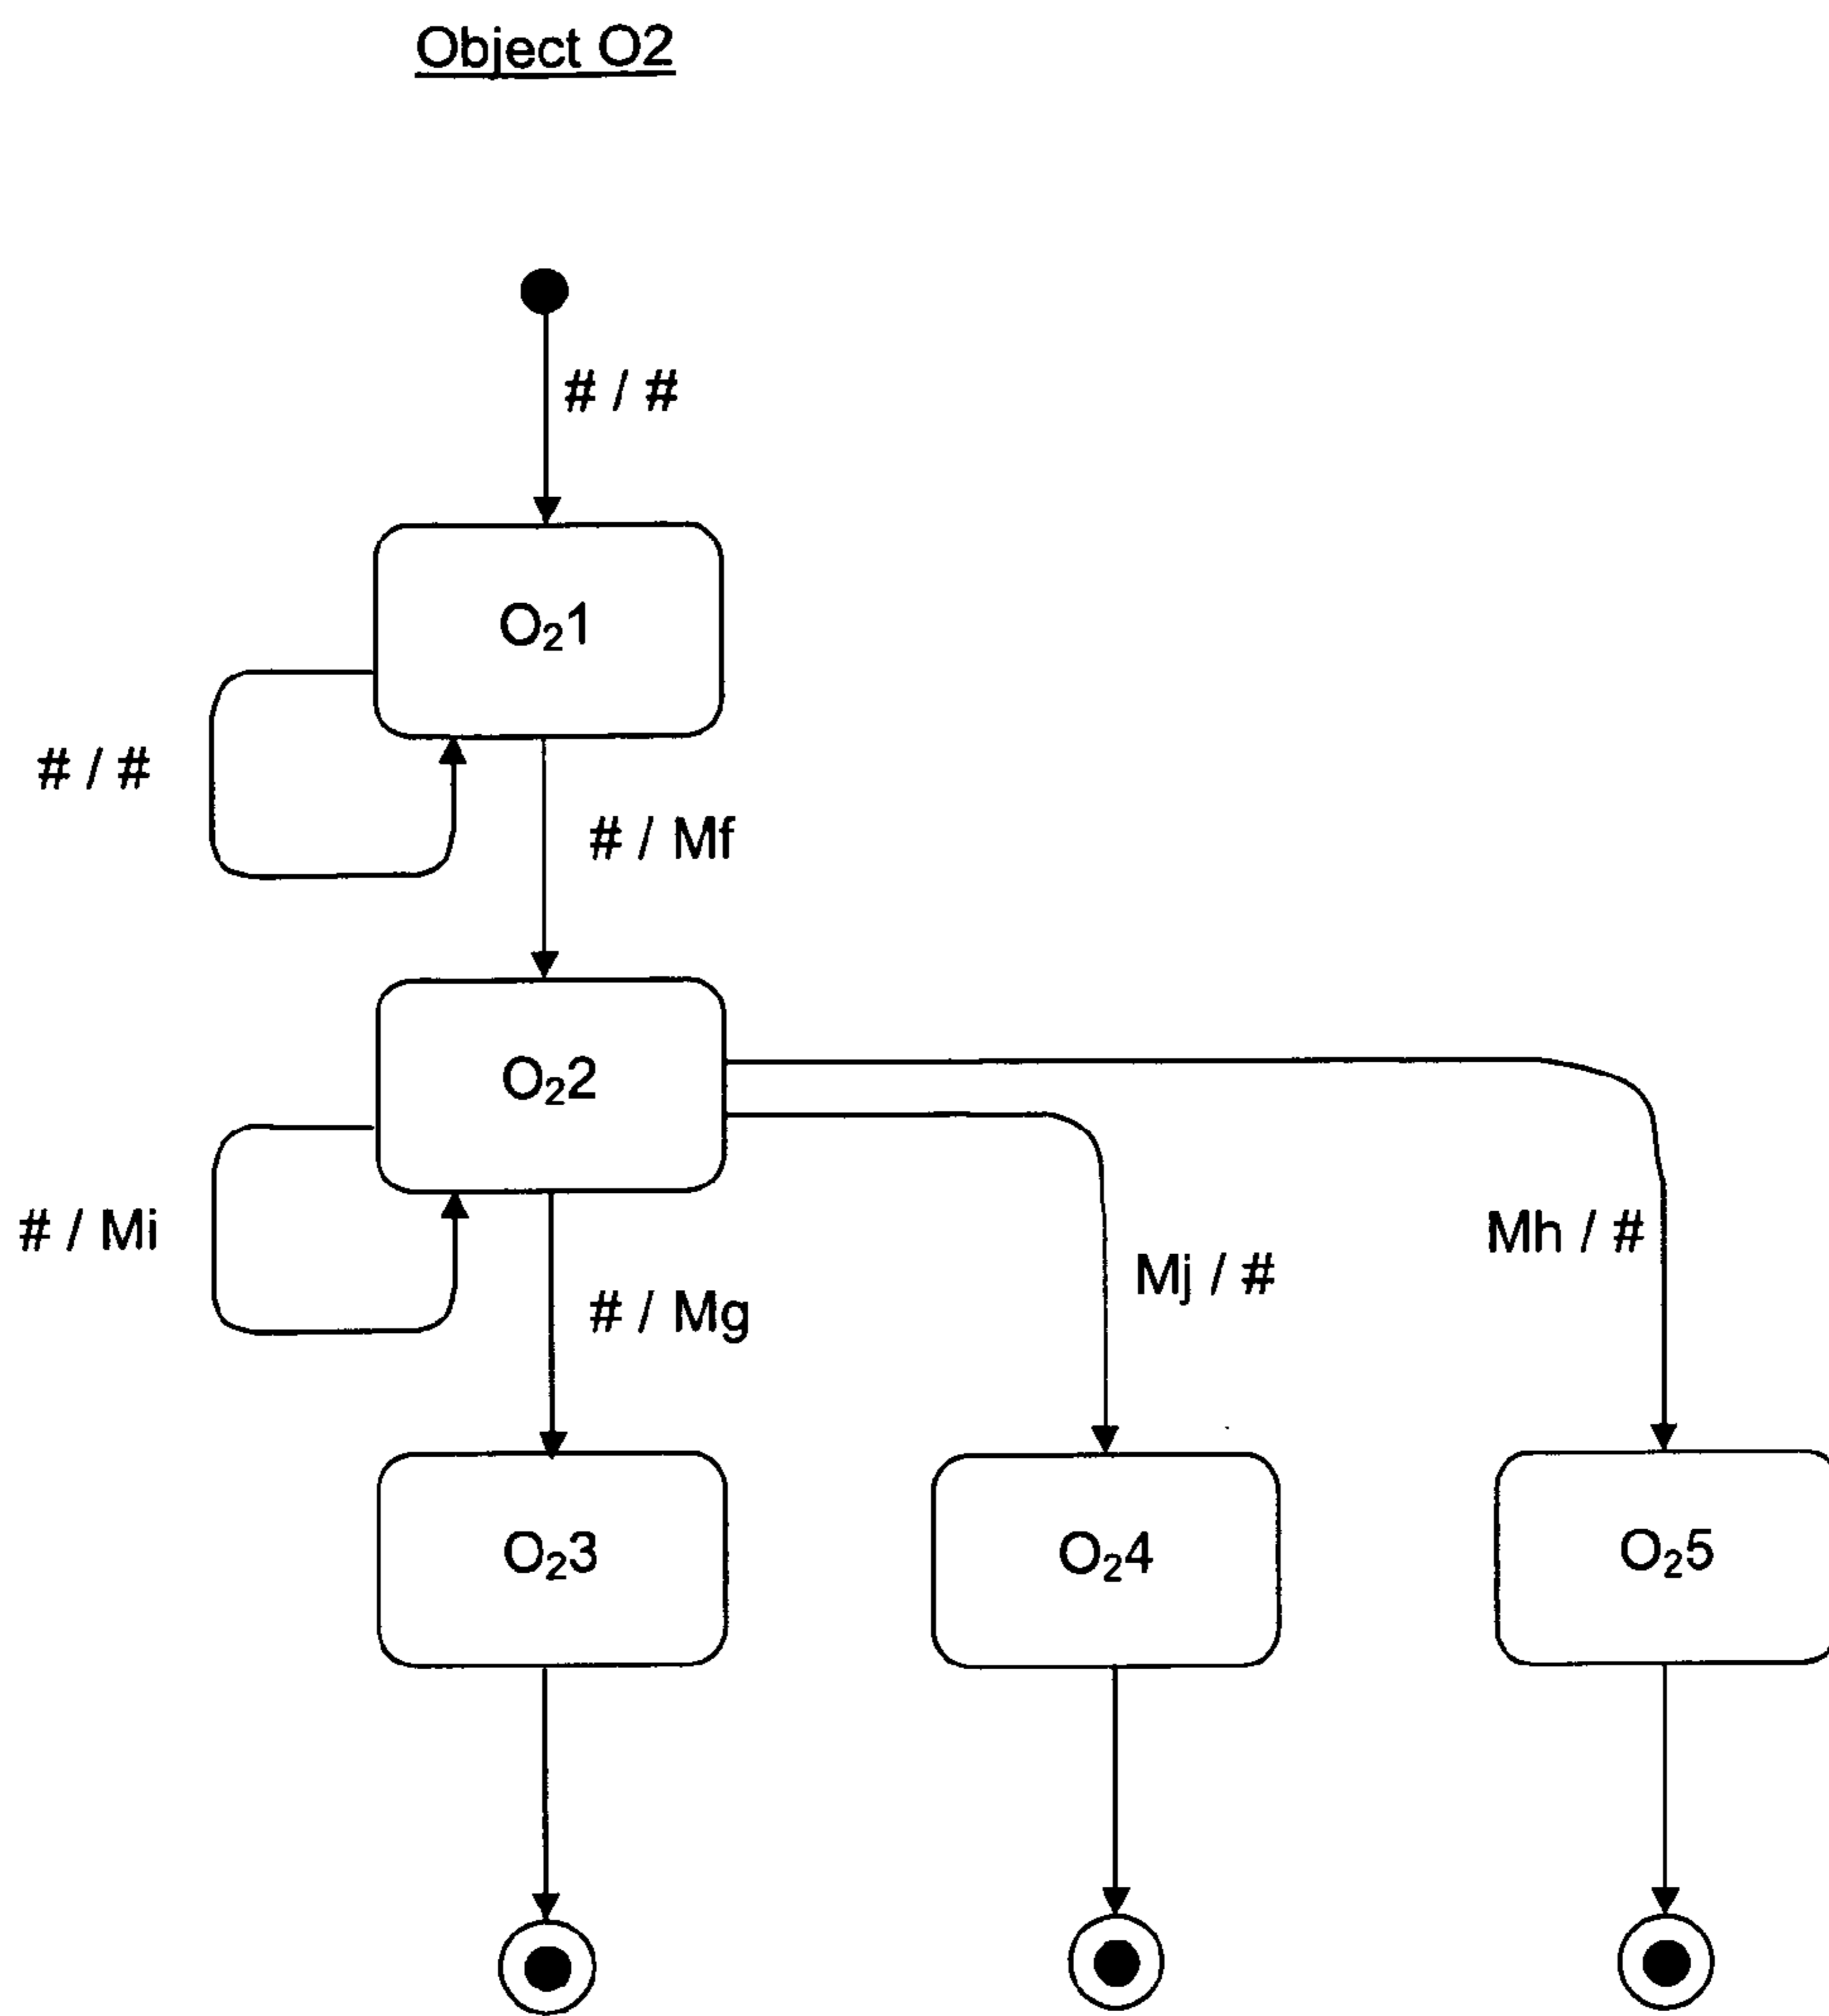 Object O2
# / #
O₂1
# / #
# / Mf
O₂2
# / Mi
# / Mg
Mj / #
Mh / #
O₂3
O₂4
O₂5